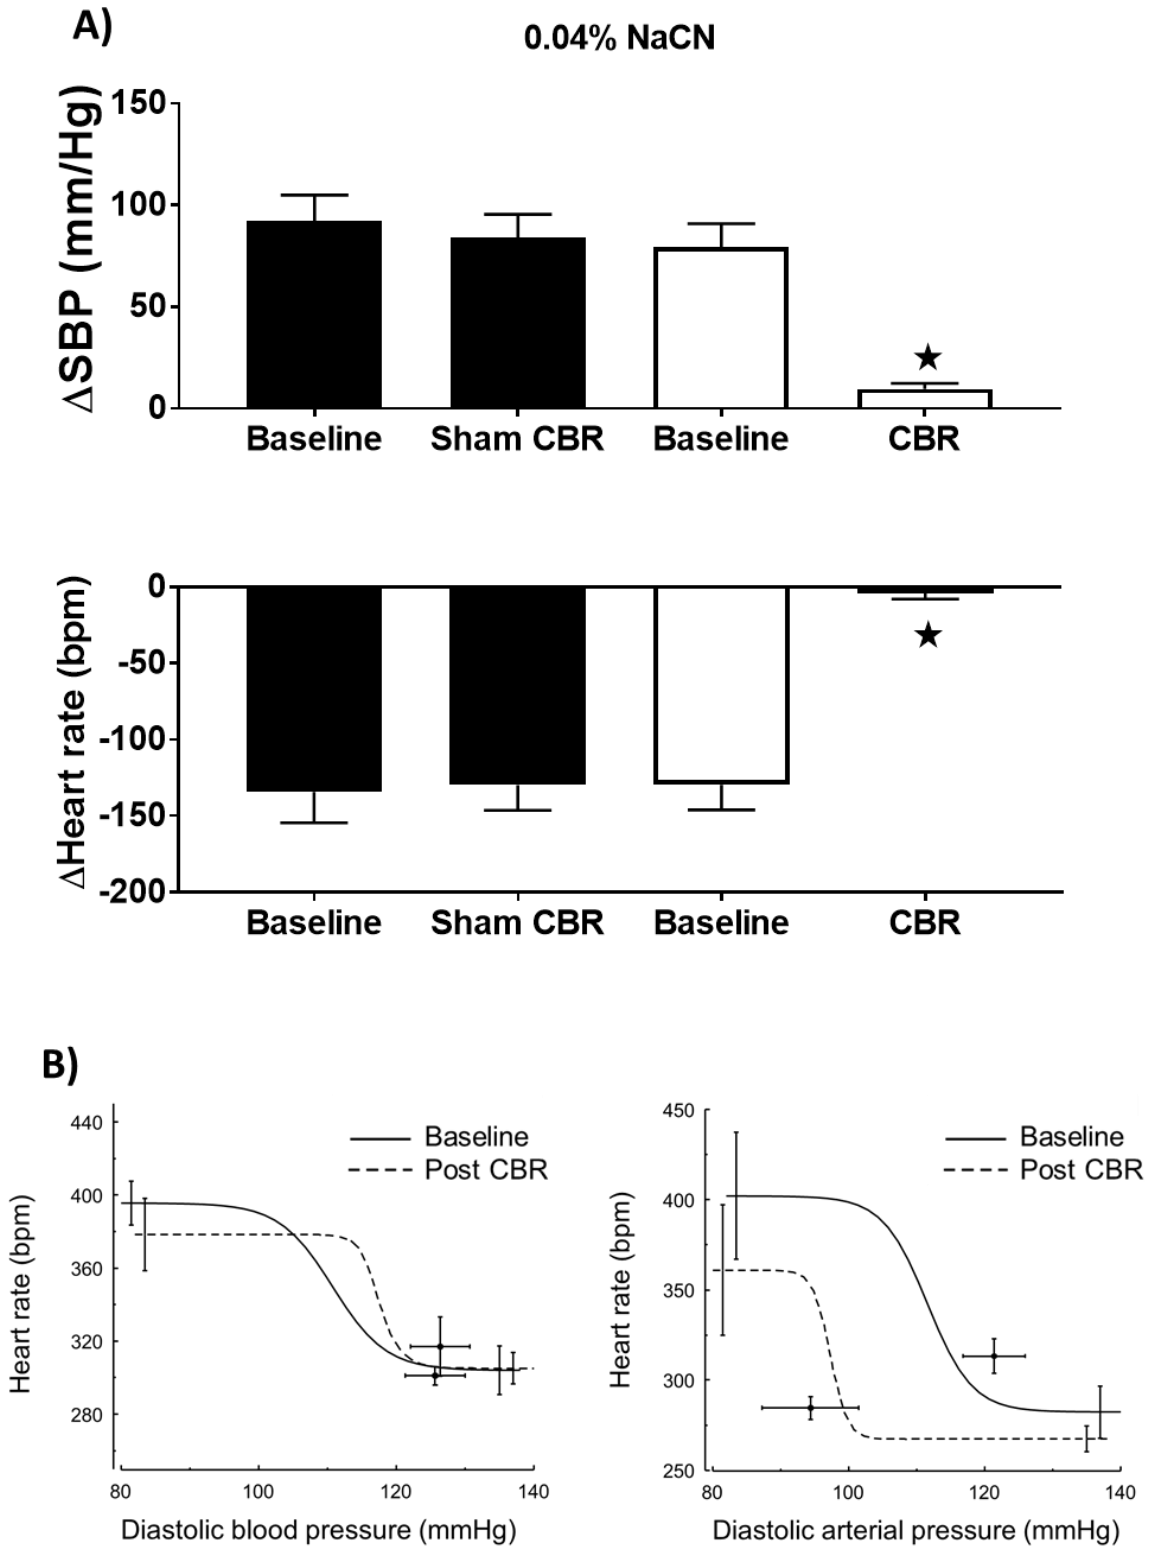 A)
0.04% NaCN
ΔSBP (mm/Hg)
150
100
50
0
Baseline
Sham CBR
Baseline
CBR
ΔHeart rate (bpm)
0
-50
-100
-150
-200
Baseline
Sham CBR
Baseline
CBR
B)
Heart rate (bpm)
440
400
360
320
280
Baseline
Post CBR
80
100
120
140
Diastolic blood pressure (mmHg)
Heart rate (bpm)
450
400
350
300
250
Baseline
Post CBR
80
100
120
140
Diastolic arterial pressure (mmHg)